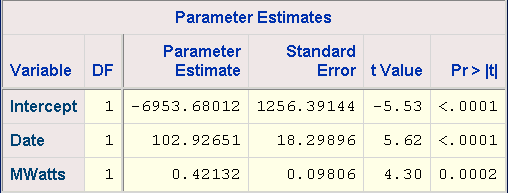 Parameter Estimates
Parameter Standard
Variable DF Estimate Error t Value Pr > |t|
Intercept 1 -6953.68012 1256.39144 -5.53 <.0001
Date 1 102.92651 18.29896 5.62 <.0001
MWatts 1 0.42132 0.09806 4.30 0.0002